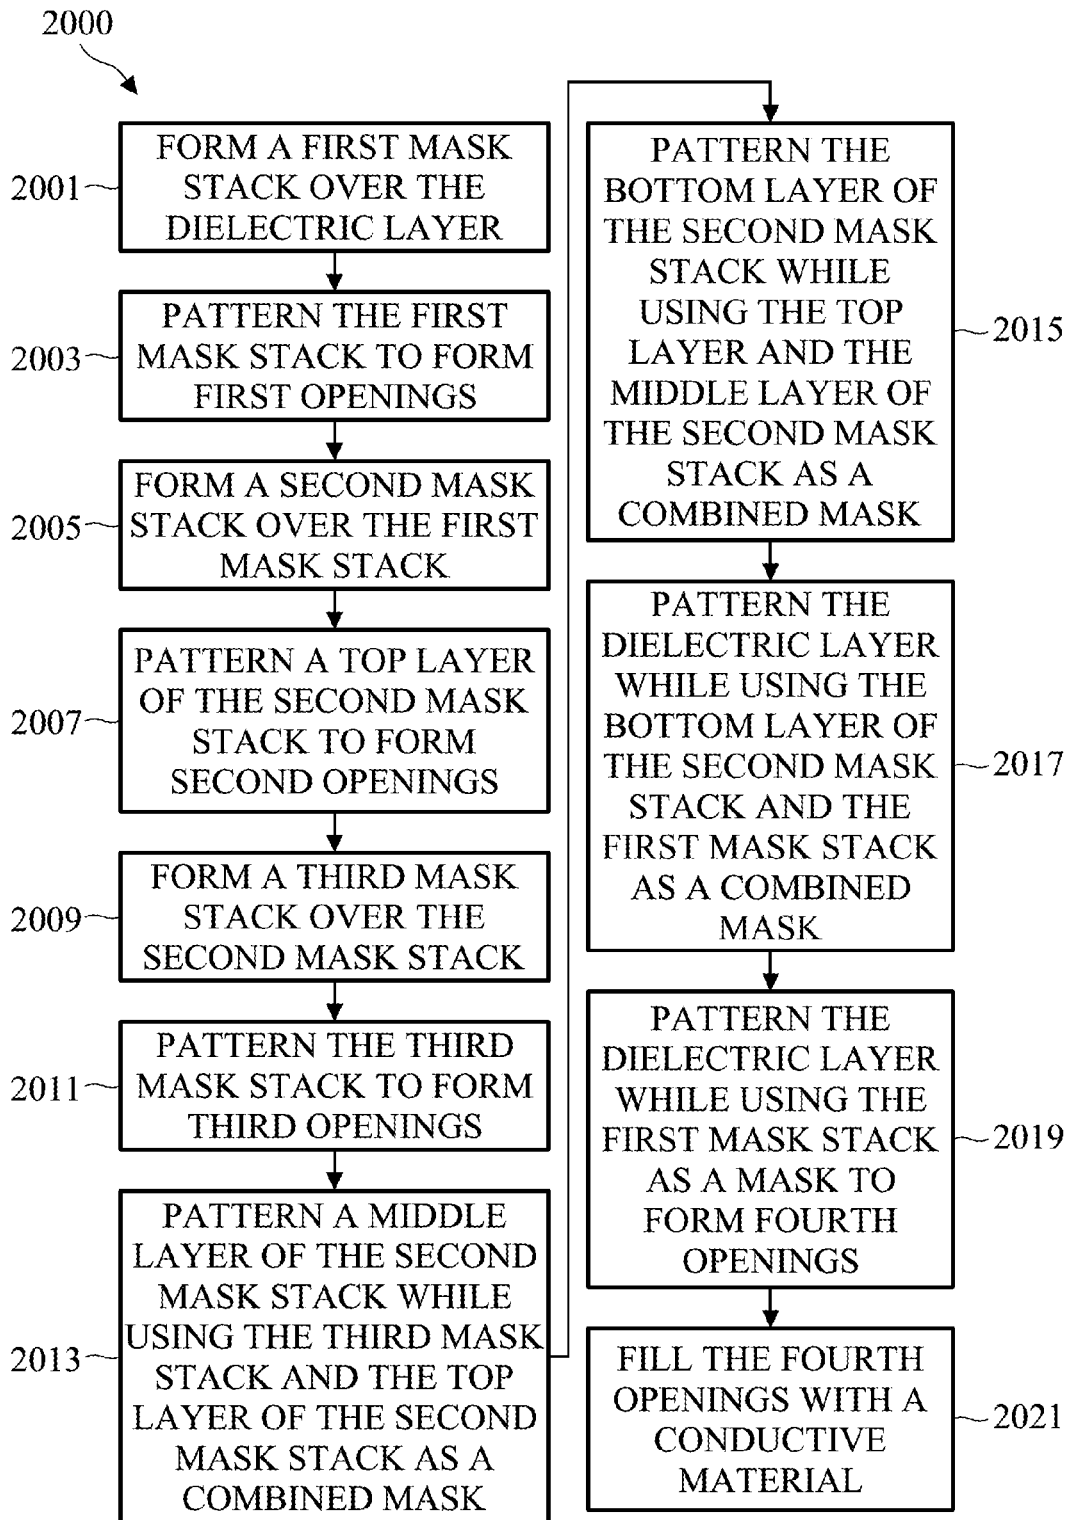 2000
2001
FORM A FIRST MASK
STACK OVER THE
DIELECTRIC LAYER
2003
PATTERN THE FIRST
MASK STACK TO FORM
FIRST OPENINGS
2005
FORM A SECOND MASK
STACK OVER THE FIRST
MASK STACK
2007
PATTERN A TOP LAYER
OF THE SECOND MASK
STACK TO FORM
SECOND OPENINGS
2009
FORM A THIRD MASK
STACK OVER THE
SECOND MASK STACK
2011
PATTERN THE THIRD
MASK STACK TO FORM
THIRD OPENINGS
2013
PATTERN A MIDDLE
LAYER OF THE SECOND
MASK STACK WHILE
USING THE THIRD MASK
STACK AND THE TOP
LAYER OF THE SECOND
MASK STACK AS A
COMBINED MASK
PATTERN THE
BOTTOM LAYER OF
THE SECOND MASK
STACK WHILE
USING THE TOP
LAYER AND THE
MIDDLE LAYER OF
THE SECOND MASK
STACK AS A
COMBINED MASK
2015
PATTERN THE
DIELECTRIC LAYER
WHILE USING THE
BOTTOM LAYER OF
THE SECOND MASK
STACK AND THE
FIRST MASK STACK
AS A COMBINED
MASK
2017
PATTERN THE
DIELECTRIC LAYER
WHILE USING THE
FIRST MASK STACK
AS A MASK TO
FORM FOURTH
OPENINGS
2019
FILL THE FOURTH
OPENINGS WITH A
CONDUCTIVE
MATERIAL
2021